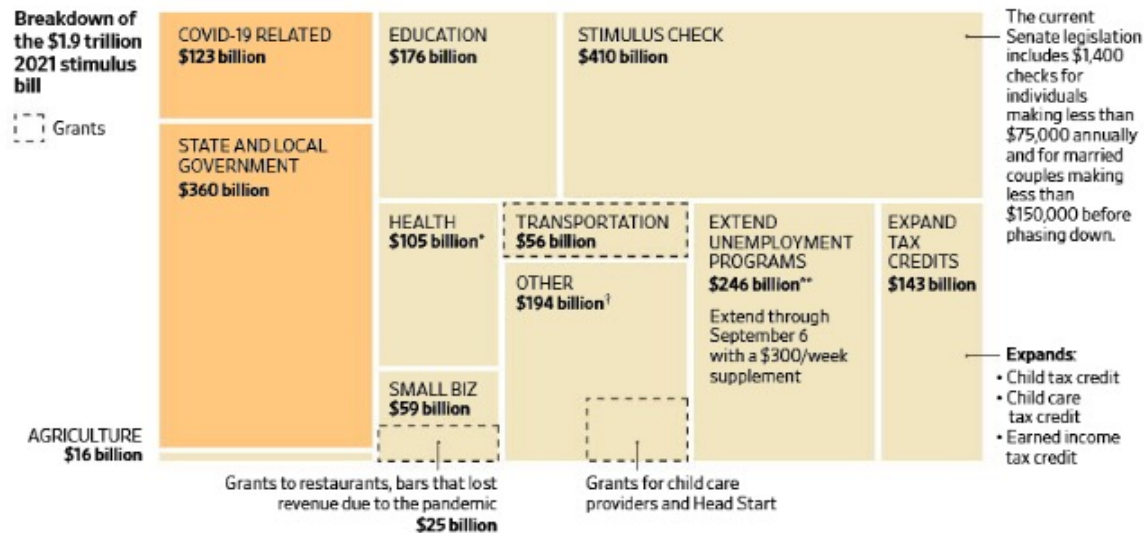 Breakdown of
the $1.9 trillion
2021 stimulus
bill
Grants
COVID-19 RELATED
$123 billion
EDUCATION
$176 billion
STIMULUS CHECK
$410 billion
The current
Senate legislation
includes $1,400
checks for
individuals
making less than
$75,000 annually
and for married
couples making
less than
$150,000 before
phasing down.
STATE AND LOCAL
GOVERNMENT
$360 billion
HEALTH
$105 billion*
TRANSPORTATION
$56 billion
EXTEND
UNEMPLOYMENT
PROGRAMS
$246 billion**
Extend through
September 6
with a $300/week
supplement
EXPAND
TAX
CREDITS
$143 billion
OTHER
$194 billion†
Expands:
• Child tax credit
• Child care
tax credit
• Earned income
tax credit
SMALL BIZ
$59 billion
AGRICULTURE
$16 billion
Grants to restaurants, bars that lost
revenue due to the pandemic
$25 billion
Grants for child care
providers and Head Start